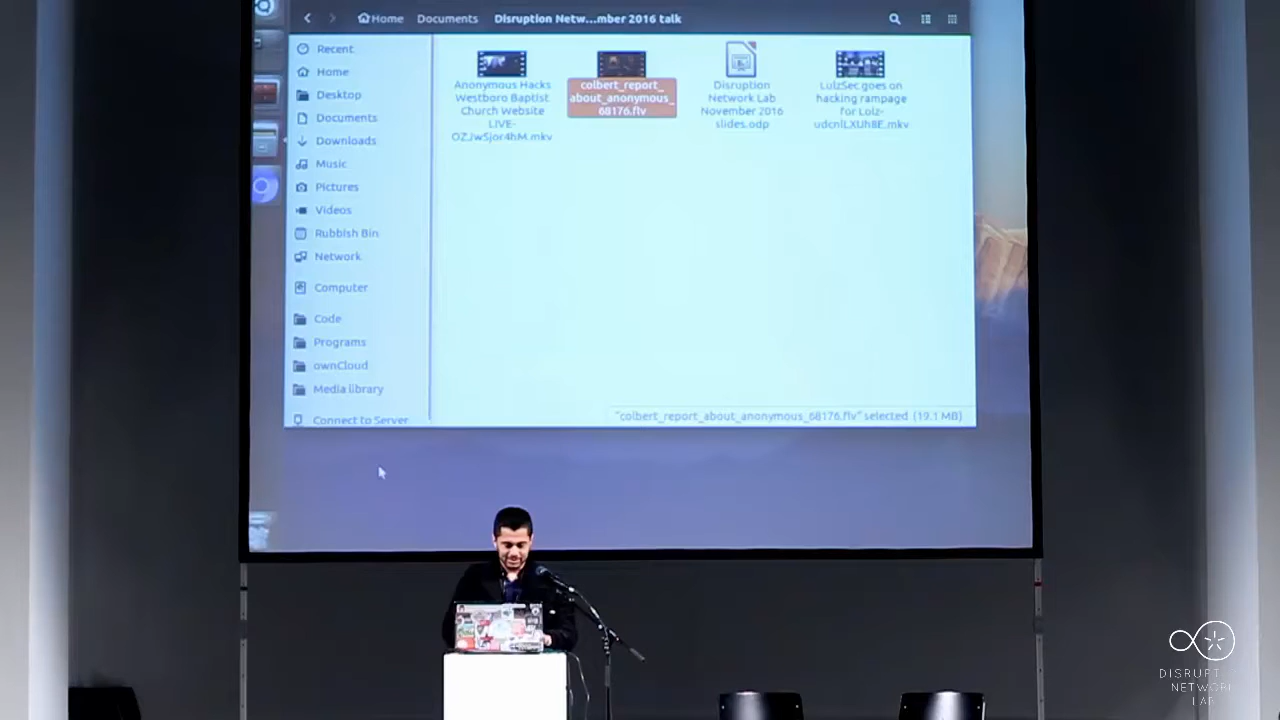 Home Documents Disruption Netw...mber 2016 talk
Recent
Home
Desktop
Documents
Downloads
Music
Pictures
Videos
Rubbish Bin
Network
Computer
Code
Programs
ownCloud
Media library
Connect to Server
Anonymous Hacks
Westboro Baptist
Church Website
LIVE-
OZJwSjor4hM.mkv
colbert_report_
about_anonymous_
68176.flv
Disruption
Network Lab
November 2016
slides.odp
LulzSec goes on
hacking rampage
for Lolz-
udcnlLXUh8E.mkv
"colbert_report_about_anonymous_68176.flv" selected (19.1 MB)
DISRUPT
NETWORK
LAB